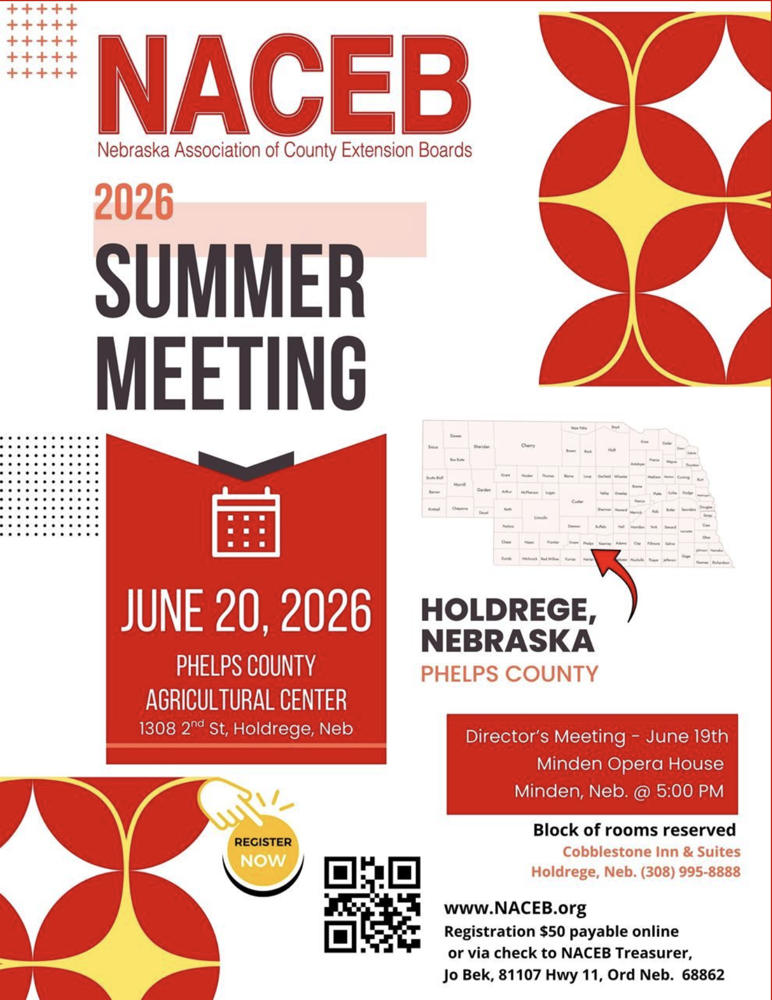 NACEB
Nebraska Association of County Extension Boards
2026
SUMMER
MEETING
JUNE 20, 2026
PHELPS COUNTY
AGRICULTURAL CENTER
1308 2nd St, Holdrege, Neb
Keya Paha Boyd
Dawes Knox Cedar
Sioux Sheridan Cherry Brown Rock Holt Dixon Dakota
Box Butte Antelope Pierce Wayne Thurston
Scotts Bluff Grant Hooker Thomas Blaine Loup Garfield Wheeler Madison Stanton Cuming Burt
Morrill Garden Boone
Banner Arthur McPherson Logan Valley Greeley Platte Colfax Dodge Washington
Custer Nance
Kimball Cheyenne Deuel Keith Sherman Howard Merrick Polk Butler Saunders Douglas
Lincoln Sarpy
Perkins Dawson Buffalo Hall Hamilton York Seward Lancaster Cass
Otoe
Chase Hayes Frontier Gosper Phelps Kearney Adams Clay Fillmore Saline
Gage Johnson Nemaha
Dundy Hitchcock Red Willow Furnas Nuckolls Thayer Jefferson Pawnee Richardson
HOLDREGE,
NEBRASKA
PHELPS COUNTY
Director's Meeting - June 19th
Minden Opera House
Minden, Neb. @ 5:00 PM
Block of rooms reserved
Cobblestone Inn & Suites
Holdrege, Neb. (308) 995-8888
REGISTER
NOW
www.NACEB.org
Registration $50 payable online
or via check to NACEB Treasurer,
Jo Bek, 81107 Hwy 11, Ord Neb. 68862